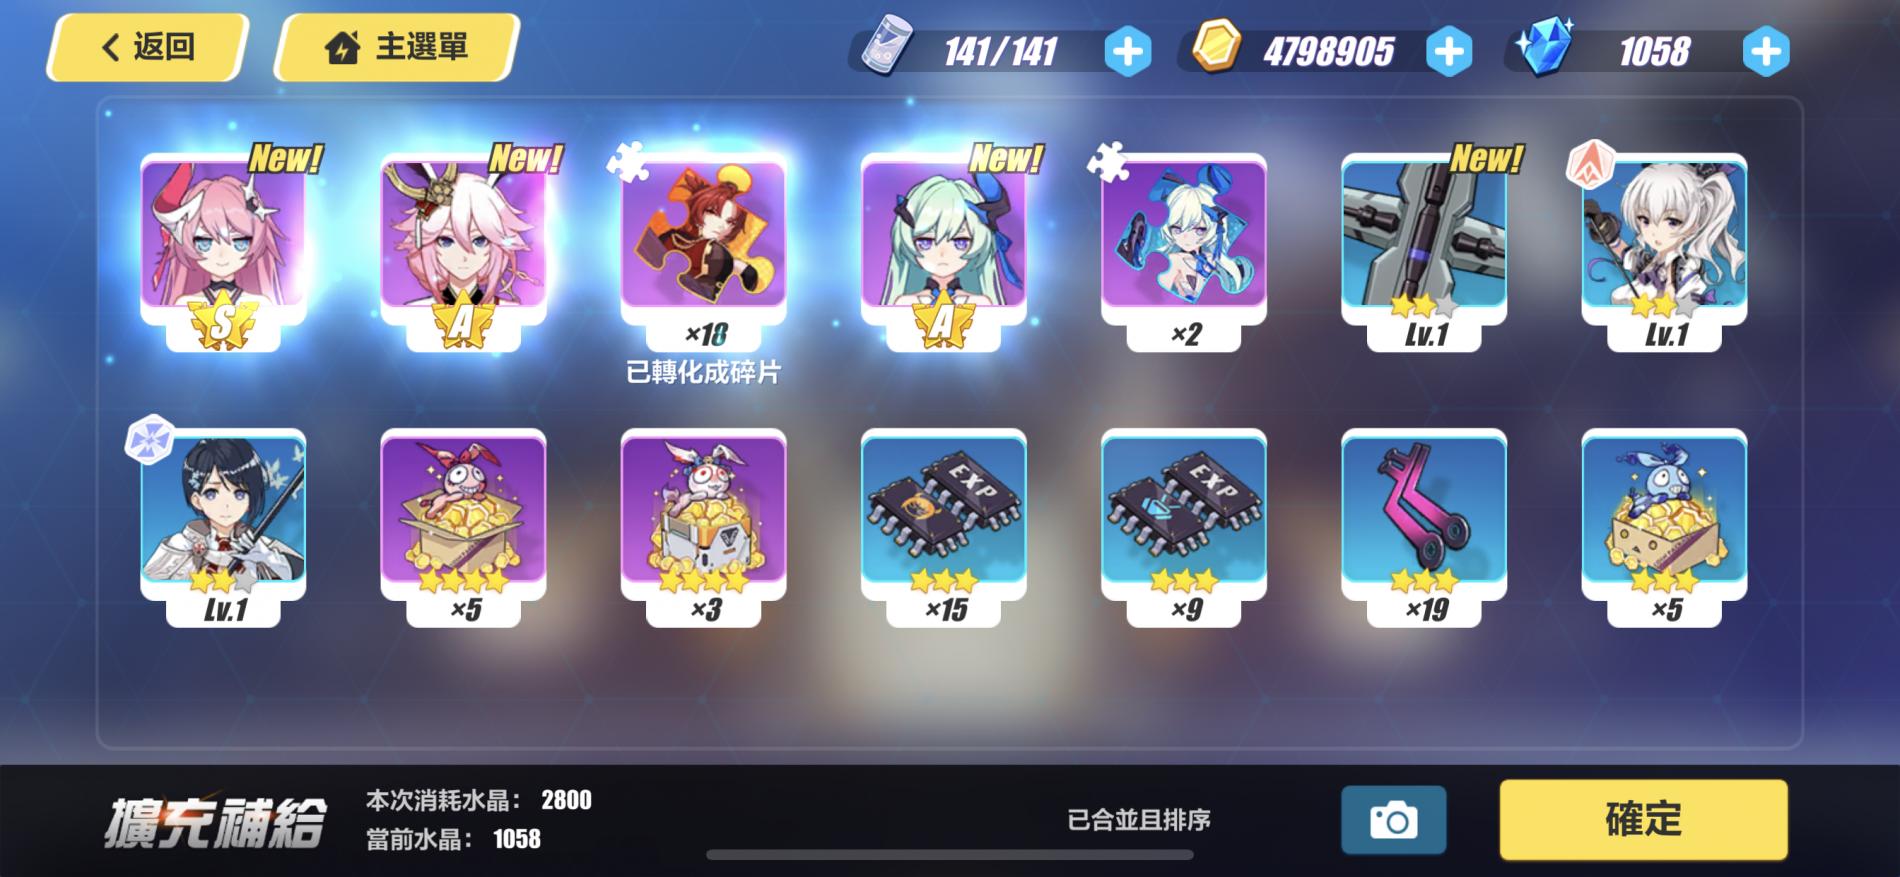 返回
主選單
141/141
4798905
1058
New!
New!
New!
New!
S
A
×18
A
×2
Lv.1
Lv.1
已轉化成碎片
EXP
EXP
Lv.1
×5
×3
×15
×9
×19
×5
擴充補給
本次消耗水晶： 2800
當前水晶： 1058
已合並且排序
確定